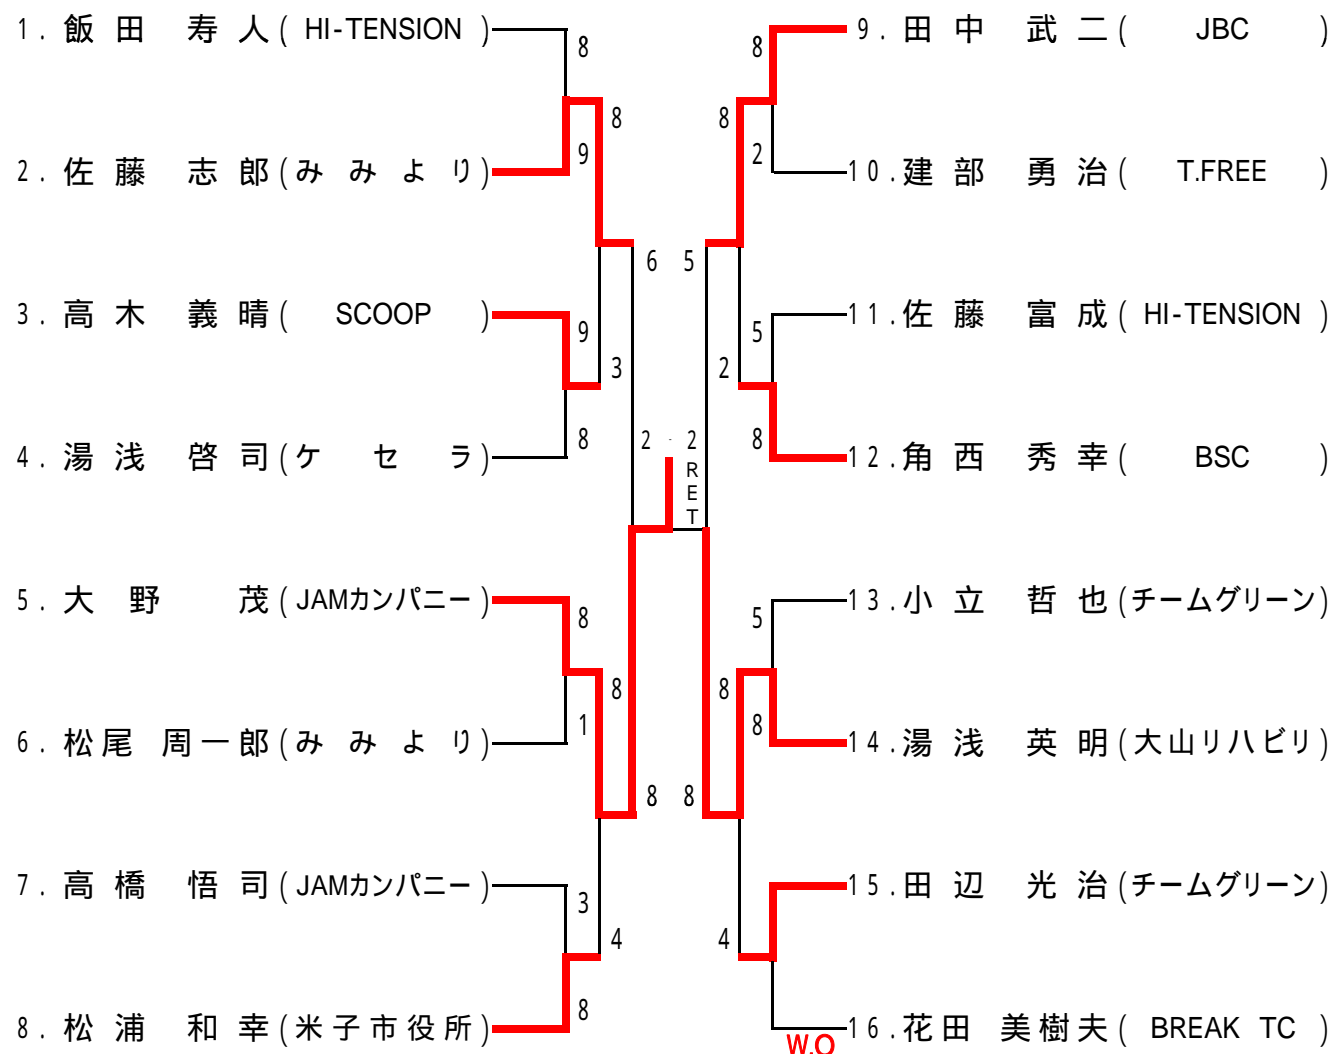 1. 飯田 寿人 (HI-TENSION) 9. 田中 武二 (JBC)
8 8
8 8
2. 佐藤 志郎 (みみより) 9 2 10. 建部 勇治 (T.FREE)
6 5
3. 高木 義晴 (SCOOP) 9 5 11. 佐藤 富成 (HI-TENSION)
3 2
4. 湯浅 啓司 (ケセラ) 8 2 - 2 8 12. 角西 秀幸 (BSC)
RET
5. 大野 茂 (JAMカンパニー) 8 5 13. 小立 哲也 (チームグリーン)
8 8
6. 松尾 周一郎 (みみより) 1 8 14. 湯浅 英明 (大山リハビリ)
8 8
7. 高橋 悟司 (JAMカンパニー) 3 15. 田辺 光治 (チームグリーン)
4 4
8. 松浦 和幸 (米子市役所) 8 16. 花田 美樹夫 (BREAK TC)
W.O